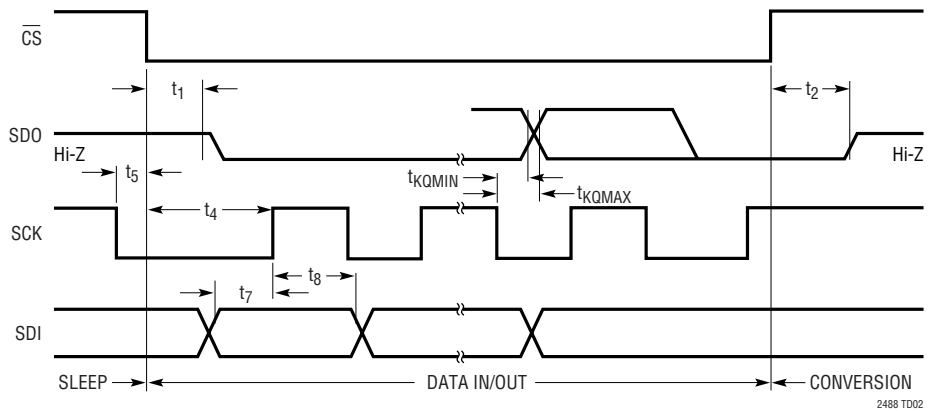 CS
t1
t2
SDO
Hi-Z
Hi-Z
t5
tKQMIN
tKQMAX
t4
SCK
t8
t7
SDI
SLEEP
DATA IN/OUT
CONVERSION
2488 TD02